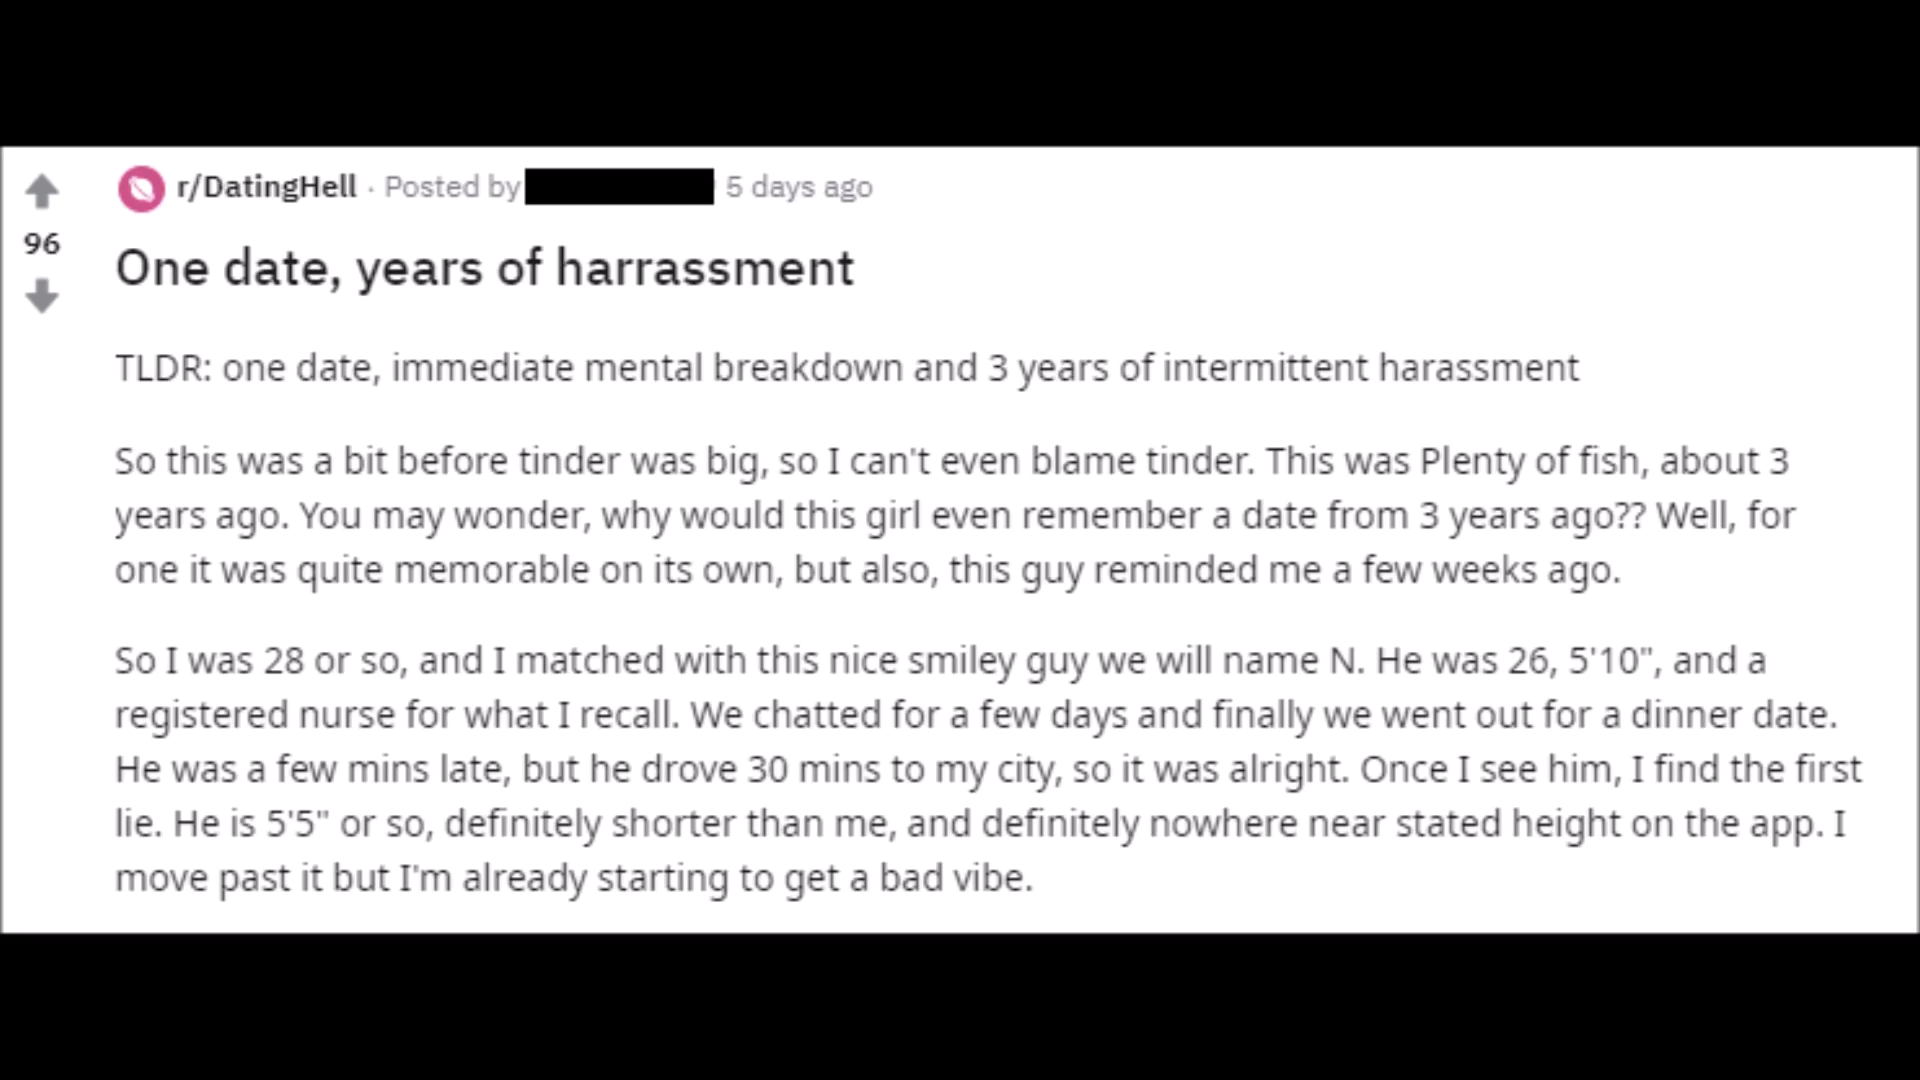 r/DatingHell · Posted by 5 days ago
96
One date, years of harrassment
TLDR: one date, immediate mental breakdown and 3 years of intermittent harassment
So this was a bit before tinder was big, so I can't even blame tinder. This was Plenty of fish, about 3
years ago. You may wonder, why would this girl even remember a date from 3 years ago?? Well, for
one it was quite memorable on its own, but also, this guy reminded me a few weeks ago.
So I was 28 or so, and I matched with this nice smiley guy we will name N. He was 26, 5'10", and a
registered nurse for what I recall. We chatted for a few days and finally we went out for a dinner date.
He was a few mins late, but he drove 30 mins to my city, so it was alright. Once I see him, I find the first
lie. He is 5'5" or so, definitely shorter than me, and definitely nowhere near stated height on the app. I
move past it but I'm already starting to get a bad vibe.